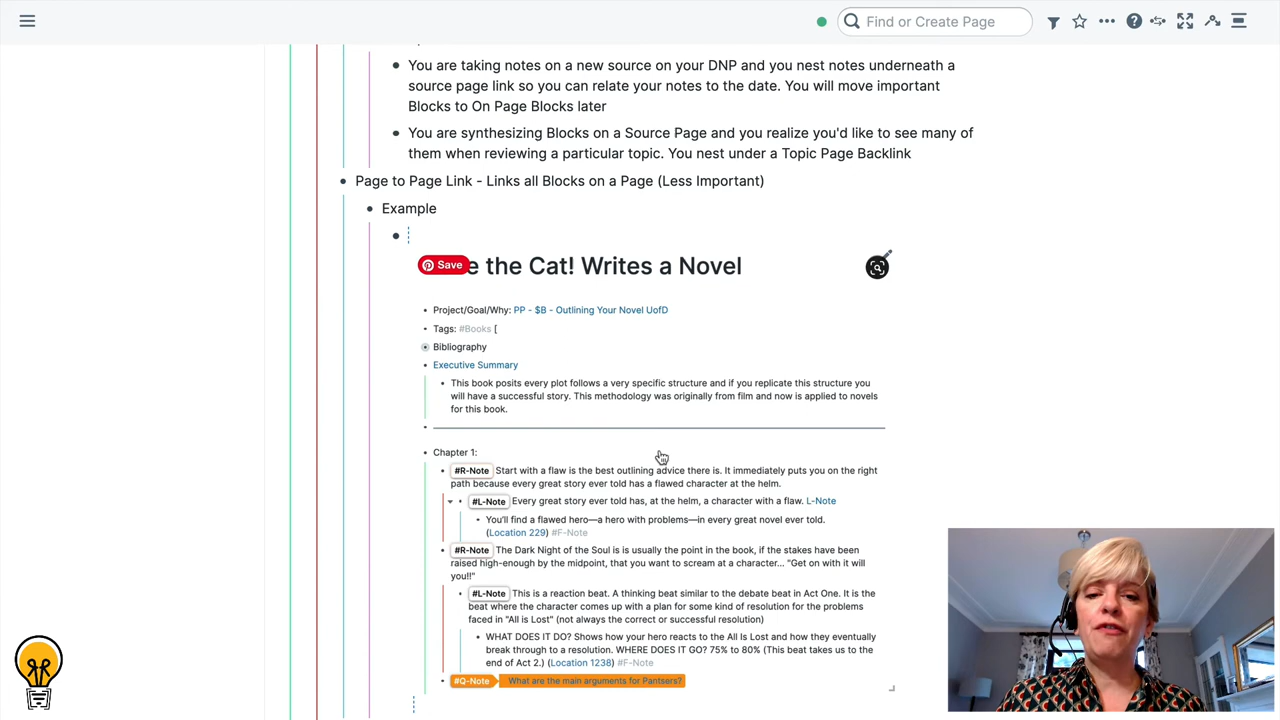 Find or Create Page
You are taking notes on a new source on your DNP and you nest notes underneath a
source page link so you can relate your notes to the date. You will move important
Blocks to On Page Blocks later
You are synthesizing Blocks on a Source Page and you realize you'd like to see many of
them when reviewing a particular topic. You nest under a Topic Page Backlink
Page to Page Link - Links all Blocks on a Page (Less Important)
Example
Save
e the Cat! Writes a Novel
Project/Goal/Why: PP - $B - Outlining Your Novel UofD
Tags: #Books [
Bibliography
Executive Summary
This book posits every plot follows a very specific structure and if you replicate this structure you
will have a successful story. This methodology was originally from film and now is applied to novels
for this book.
Chapter 1:
#R-Note Start with a flaw is the best outlining advice there is. It immediately puts you on the right
path because every great story ever told has a flawed character at the helm.
#L-Note Every great story ever told has, at the helm, a character with a flaw. L-Note
You'll find a flawed hero—a hero with problems—in every great novel ever told.
(Location 229) #F-Note
#R-Note The Dark Night of the Soul is is usually the point in the book, if the stakes have been
raised high-enough by the midpoint, that you want to scream at a character... "Get on with it will
you!!"
#L-Note This is a reaction beat. A thinking beat similar to the debate beat in Act One. It is the
beat where the character comes up with a plan for some kind of resolution for the problems
faced in "All is Lost" (not always the correct or successful resolution)
WHAT DOES IT DO? Shows how your hero reacts to the All Is Lost and how they eventually
break through to a resolution. WHERE DOES IT GO? 75% to 80% (This beat takes us to the
end of Act 2.) (Location 1238) #F-Note
#Q-Note What are the main arguments for Pantsers?